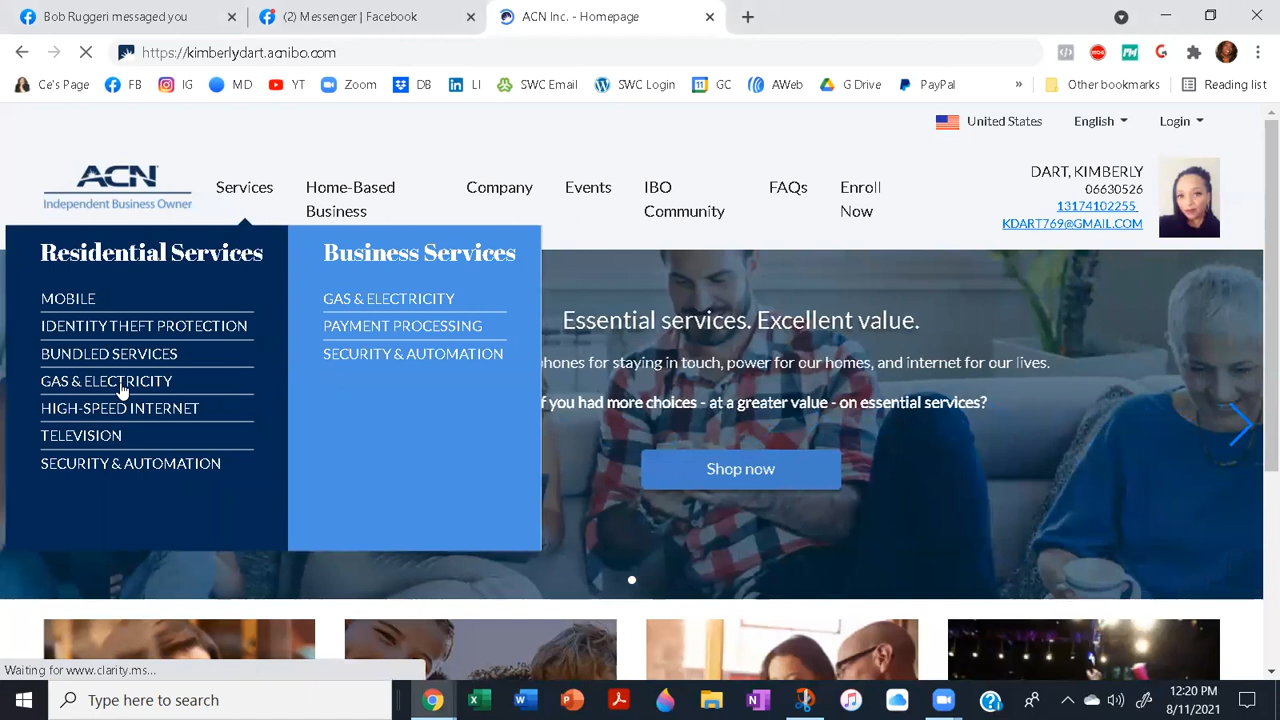 Bob Ruggeri messaged you
(2) Messenger | Facebook
ACN Inc. - Homepage
https://kimberlydart.acnibo.com
Ce's Page
FB
IG
MD
YT
Zoom
DB
LI
SWC Email
SWC Login
GC
AWeb
G Drive
PayPal
»
Other bookmarks
Reading list
United States
English
Login
ACN
Independent Business Owner
Services
Home-Based
Business
Company
Events
IBO
Community
FAQs
Enroll
Now
DART, KIMBERLY
06630526
13174102255
KDART769@GMAIL.COM
Residential Services
MOBILE
IDENTITY THEFT PROTECTION
BUNDLED SERVICES
GAS & ELECTRICITY
HIGH-SPEED INTERNET
TELEVISION
SECURITY & AUTOMATION
Business Services
GAS & ELECTRICITY
PAYMENT PROCESSING
SECURITY & AUTOMATION
Essential services. Excellent value.
phones for staying in touch, power for our homes, and internet for our lives.
if you had more choices - at a greater value - on essential services?
Shop now
Waiting for www.clarity.ms...
Type here to search
12:20 PM
8/11/2021